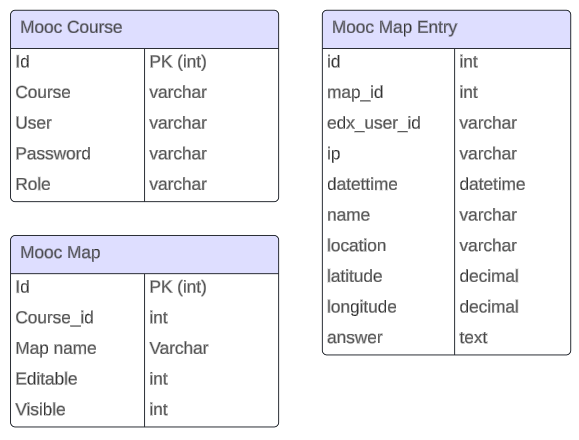 Mooc Course
Id PK (int)
Course varchar
User varchar
Password varchar
Role varchar
Mooc Map
Id PK (int)
Course_id int
Map name Varchar
Editable int
Visible int
Mooc Map Entry
id int
map_id int
edx_user_id varchar
ip varchar
datettime datetime
name varchar
location varchar
latitude decimal
longitude decimal
answer text